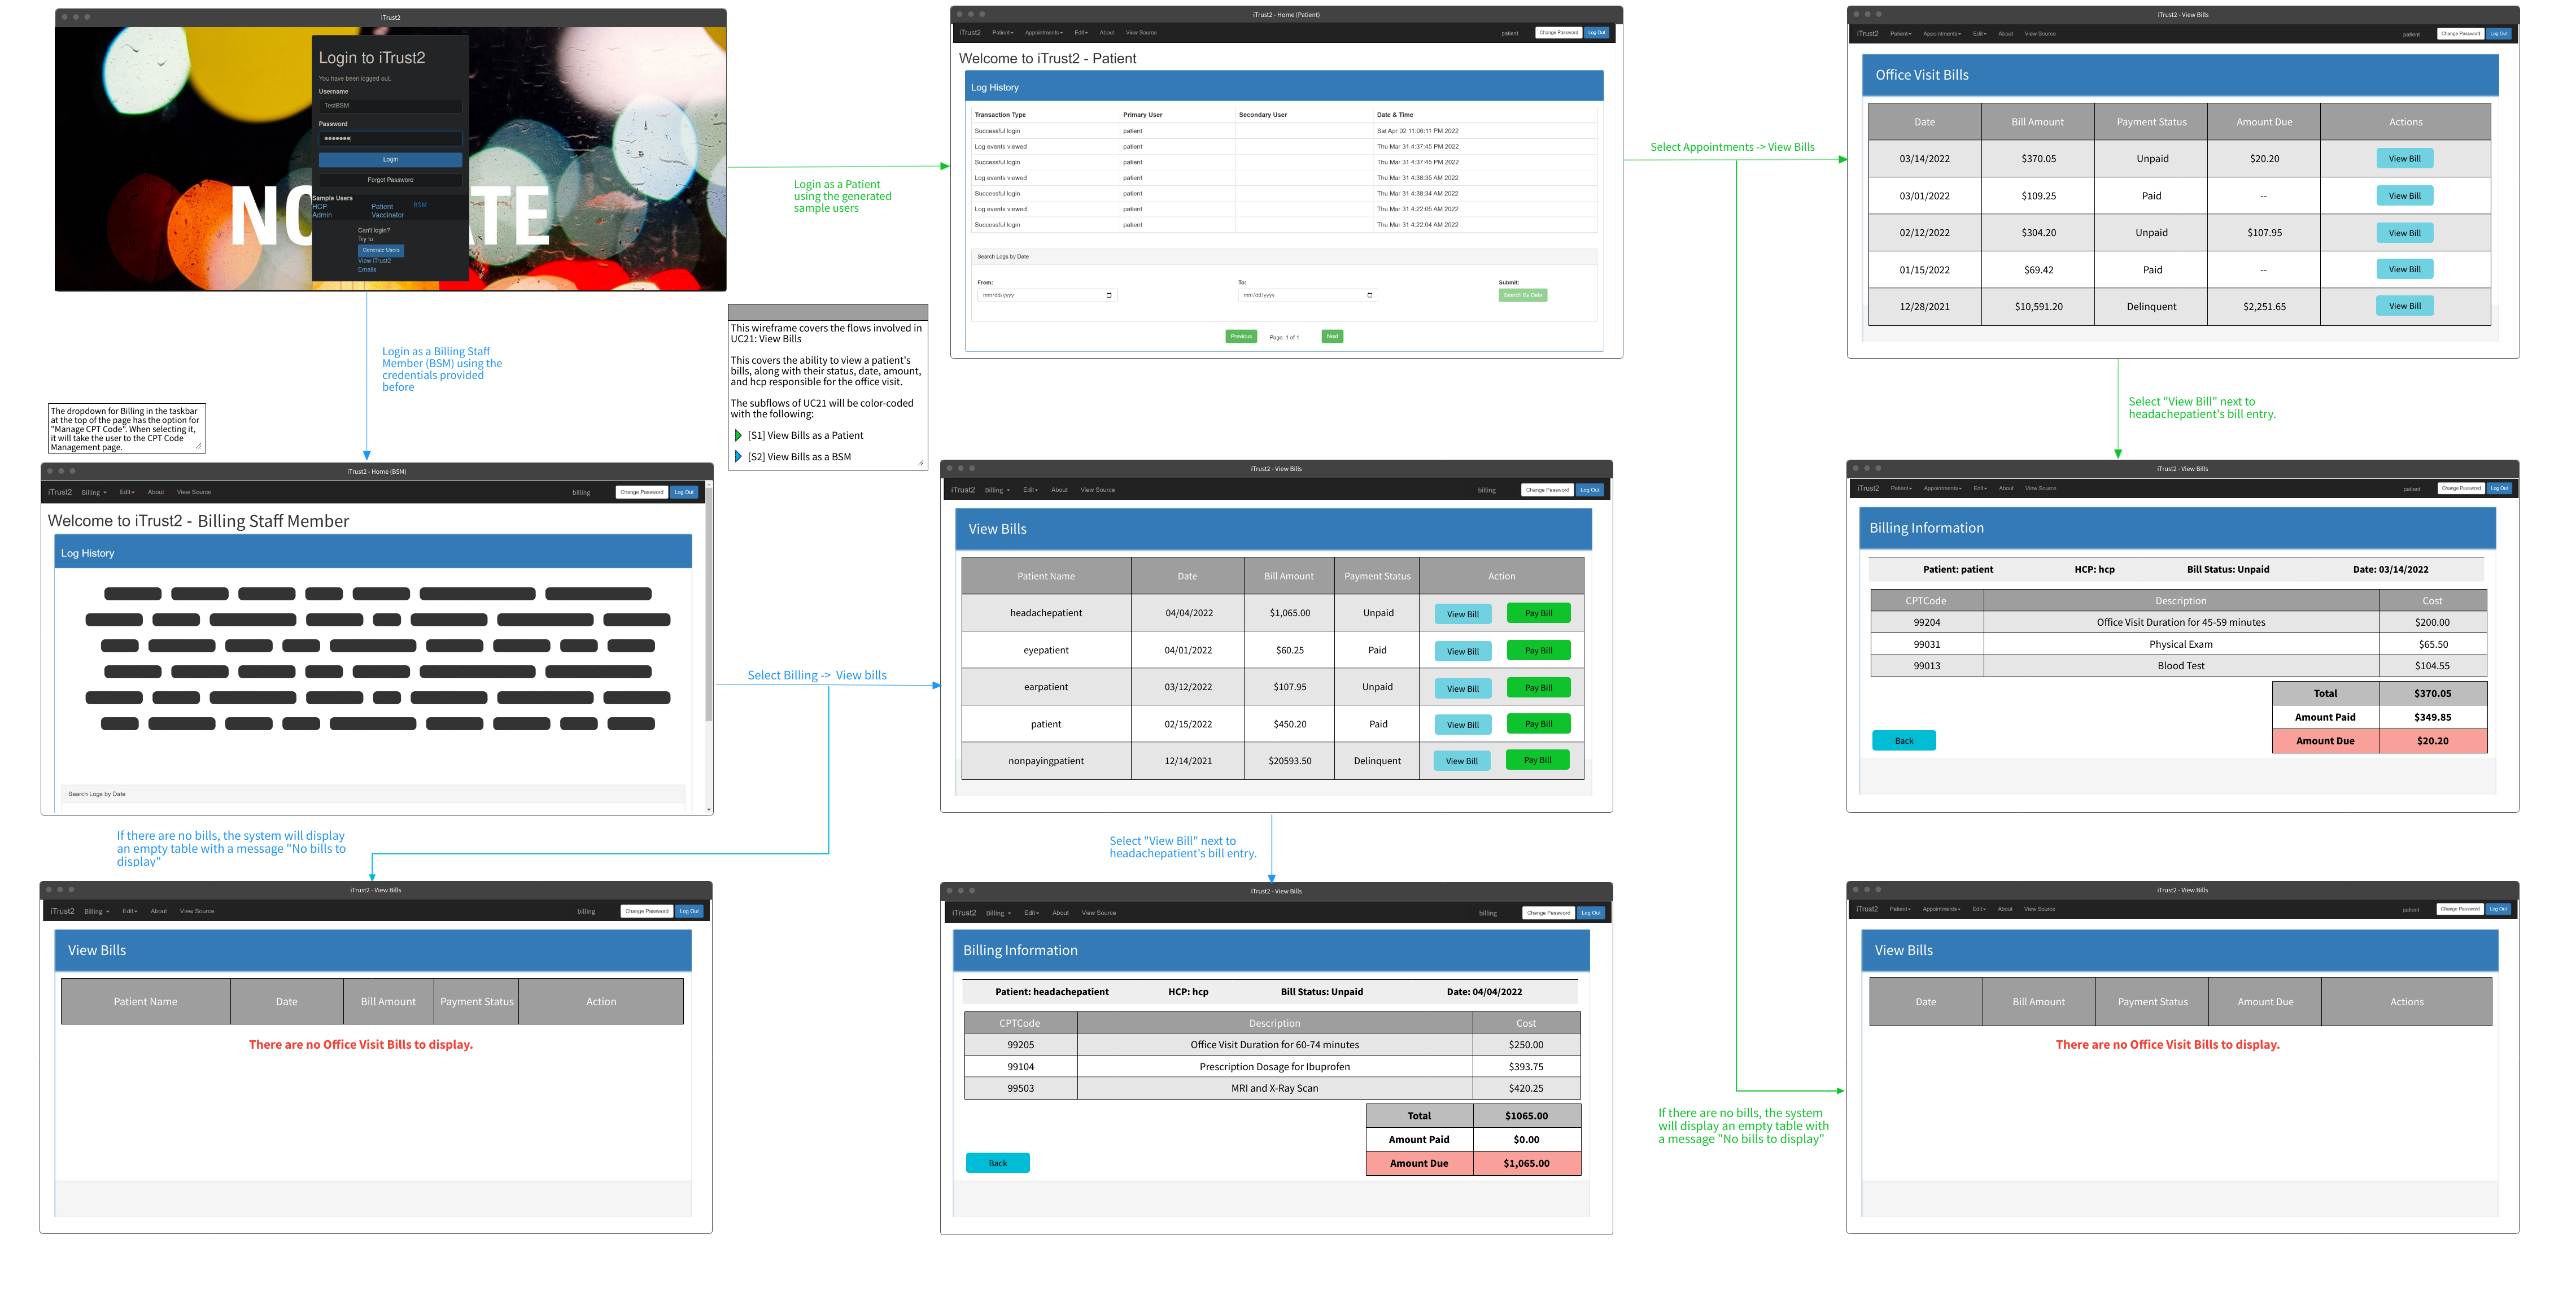 iTrust2
Login to iTrust2
You have been logged out.
Username
TestBSM
Password
Login
Forgot Password
Sample Users
HCP Patient BSM
Admin Vaccinator
Can't login?
Try to
Generate Users
View iTrust2
Emails
Login as a Patient
using the generated
sample users
iTrust2 - Home (Patient)
iTrust2 Patient Appointments Edit About View Source patient Change Password Log Out
Welcome to iTrust2 - Patient
Log History
Transaction Type Primary User Secondary User Date & Time
Successful login patient Sat Apr 02 11:06:11 PM 2022
Log events viewed patient Thu Mar 31 4:37:45 PM 2022
Successful login patient Thu Mar 31 4:37:45 PM 2022
Log events viewed patient Thu Mar 31 4:38:35 AM 2022
Successful login patient Thu Mar 31 4:38:34 AM 2022
Log events viewed patient Thu Mar 31 4:22:05 AM 2022
Successful login patient Thu Mar 31 4:22:04 AM 2022
Search Logs by Date
From: To: Submit:
mm/dd/yyyy mm/dd/yyyy Search By Date
Previous Page: 1 of 1 Next
Select Appointments -> View Bills
iTrust2 - View Bills
iTrust2 Patient Appointments Edit About View Source patient Change Password Log Out
Office Visit Bills
Date Bill Amount Payment Status Amount Due Actions
03/14/2022 $370.05 Unpaid $20.20 View Bill
03/01/2022 $109.25 Paid -- View Bill
02/12/2022 $304.20 Unpaid $107.95 View Bill
01/15/2022 $69.42 Paid -- View Bill
12/28/2021 $10,591.20 Delinquent $2,251.65 View Bill
Login as a Billing Staff
Member (BSM) using the
credentials provided
before
This wireframe covers the flows involved in
UC21: View Bills
This covers the ability to view a patient's
bills, along with their status, date, amount,
and hcp responsible for the office visit.
The subflows of UC21 will be color-coded
with the following:
[S1] View Bills as a Patient
[S2] View Bills as a BSM
The dropdown for Billing in the taskbar
at the top of the page has the option for
"Manage CPT Code". When selecting it,
it will take the user to the CPT Code
Management page.
Select "View Bill" next to
headachepatient's bill entry.
iTrust2 - Home (BSM)
iTrust2 Billing Edit About View Source billing Change Password Log Out
Welcome to iTrust2 - Billing Staff Member
Log History
Search Logs by Date
Select Billing -> View bills
iTrust2 - View Bills
iTrust2 Billing Edit About View Source billing Change Password Log Out
View Bills
Patient Name Date Bill Amount Payment Status Action
headachepatient 04/04/2022 $1,065.00 Unpaid View Bill Pay Bill
eyepatient 04/01/2022 $60.25 Paid View Bill Pay Bill
earpatient 03/12/2022 $107.95 Unpaid View Bill Pay Bill
patient 02/15/2022 $450.20 Paid View Bill Pay Bill
nonpayingpatient 12/14/2021 $20593.50 Delinquent View Bill Pay Bill
iTrust2 - View Bills
iTrust2 Patient Appointments Edit About View Source patient Change Password Log Out
Billing Information
Patient: patient HCP: hcp Bill Status: Unpaid Date: 03/14/2022
CPTCode Description Cost
99204 Office Visit Duration for 45-59 minutes $200.00
99031 Physical Exam $65.50
99013 Blood Test $104.55
Total $370.05
Amount Paid $349.85
Amount Due $20.20
Back
If there are no bills, the system will display
an empty table with a message "No bills to
display"
Select "View Bill" next to
headachepatient's bill entry.
iTrust2 - View Bills
iTrust2 Billing Edit About View Source billing Change Password Log Out
View Bills
Patient Name Date Bill Amount Payment Status Action
There are no Office Visit Bills to display.
iTrust2 - View Bills
iTrust2 Billing Edit About View Source billing Change Password Log Out
Billing Information
Patient: headachepatient HCP: hcp Bill Status: Unpaid Date: 04/04/2022
CPTCode Description Cost
99205 Office Visit Duration for 60-74 minutes $250.00
99104 Prescription Dosage for Ibuprofen $393.75
99503 MRI and X-Ray Scan $420.25
Total $1065.00
Amount Paid $0.00
Amount Due $1,065.00
Back
If there are no bills, the system
will display an empty table with
a message "No bills to display"
iTrust2 - View Bills
iTrust2 Patient Appointments Edit About View Source patient Change Password Log Out
View Bills
Date Bill Amount Payment Status Amount Due Actions
There are no Office Visit Bills to display.